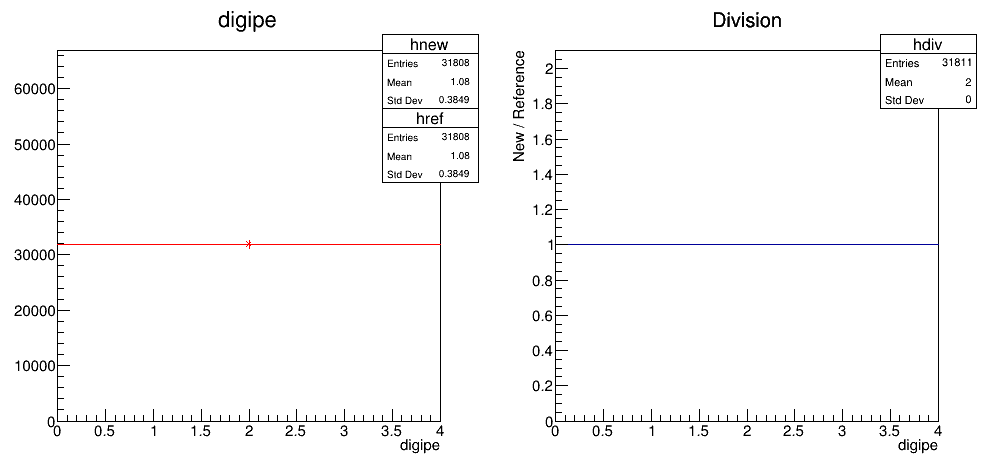 digipe
hnew
Entries 31808
Mean 1.08
Std Dev 0.3849
href
Entries 31808
Mean 1.08
Std Dev 0.3849
60000
50000
40000
30000
20000
10000
0
0 0.5 1 1.5 2 2.5 3 3.5 4
digipe
Division
hdiv
Entries 31811
Mean 2
Std Dev 0
New / Reference
2
1.8
1.6
1.4
1.2
1
0.8
0.6
0.4
0.2
0
0 0.5 1 1.5 2 2.5 3 3.5 4
digipe